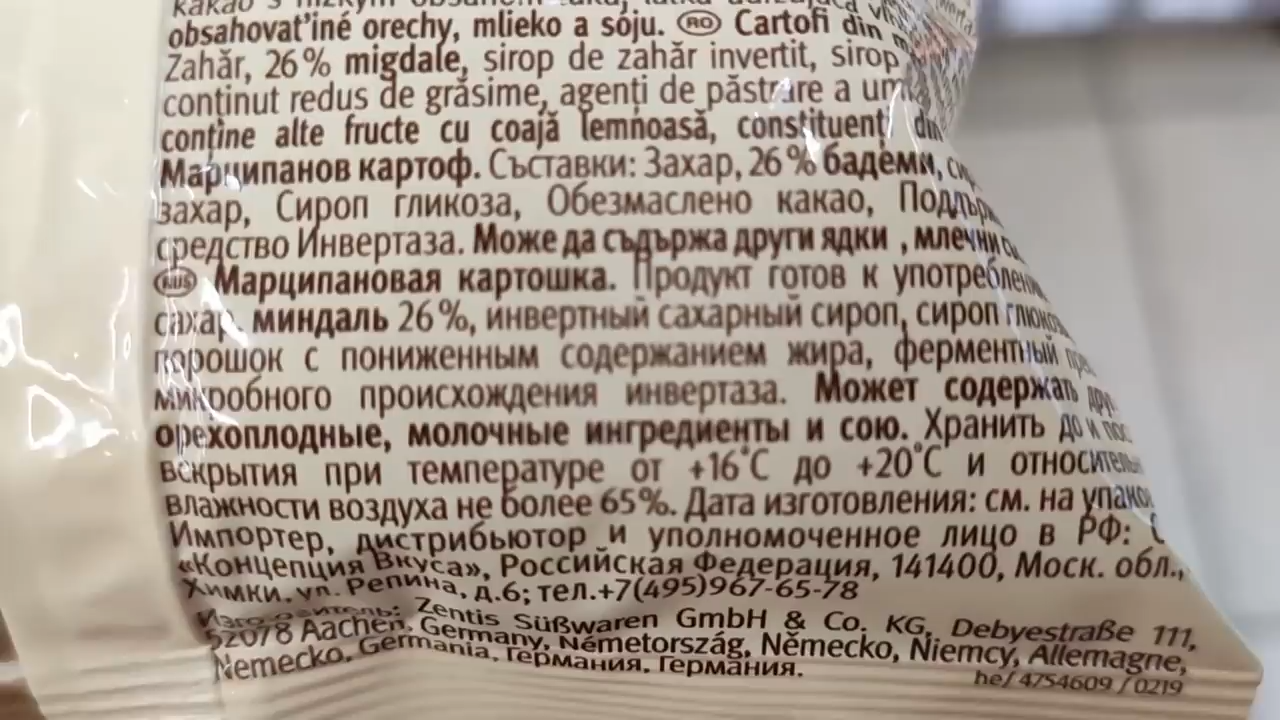 kakao s nízkym obsahem
obsahovať iné orechy, mlieko a sóju. RO Cartofi din
Zahăr, 26% migdale, sirop de zahăr invertit, sirop
conținut redus de grăsime, agenți de păstrare a
conține alte fructe cu coajă lemnoasă, constituenți din
Марципанов картоф. Съставки: Захар, 26% бадеми,
захар, Сироп гликоза, Обезмаслено какао,
средство Инвертаза. Може да съдържа други ядки , млечни
RUS Марципановая картошка. Продукт готов к
сахар, миндаль 26%, инвертный сахарный сироп, сироп
порошок с пониженным содержанием жира, ферментный
микробного происхождения инвертаза. Может содержать
орехоплодные, молочные ингредиенты и сою. Хранить до и
вскрытия при температуре от +16°C до +20°C и
влажности воздуха не более 65%. Дата изготовления: см. на
Импортер, дистрибьютор и уполномоченное лицо в РФ:
«Концепция Вкуса», Российская Федерация, 141400, Моск. обл.,
Химки, ул. Репина, д.6; тел.+7(495)967-65-78
Изготовитель: Zentis Süßwaren GmbH & Co. KG, Debyestraße 111,
52078 Aachen, Germany, Németország, Německo, Niemcy, Allemagne,
Nemecko, Germania, Германия, Германия.
he/ 4754609 / 0219